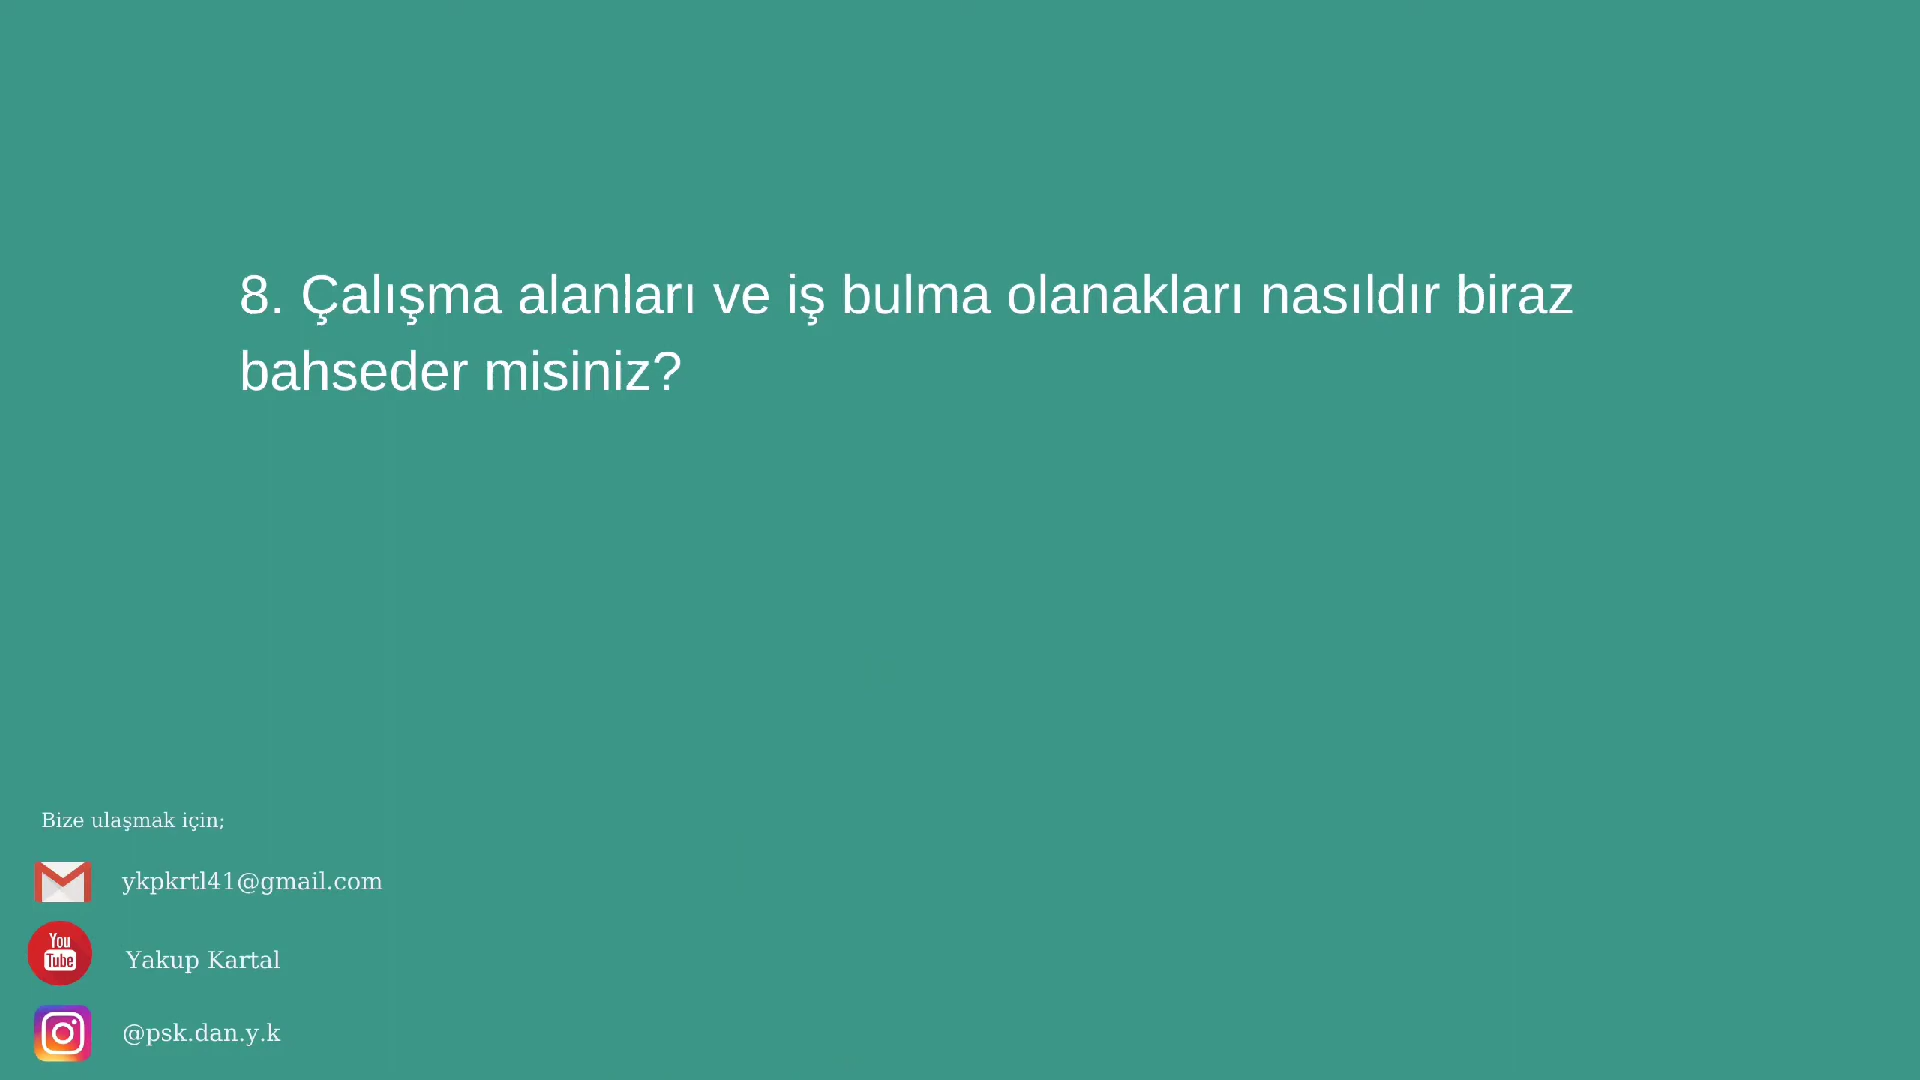 8. Çalışma alanları ve iş bulma olanakları nasıldır biraz
bahseder misiniz?
Bize ulaşmak için;
ykpkrtl41@gmail.com
You
Tube
Yakup Kartal
@psk.dan.y.k